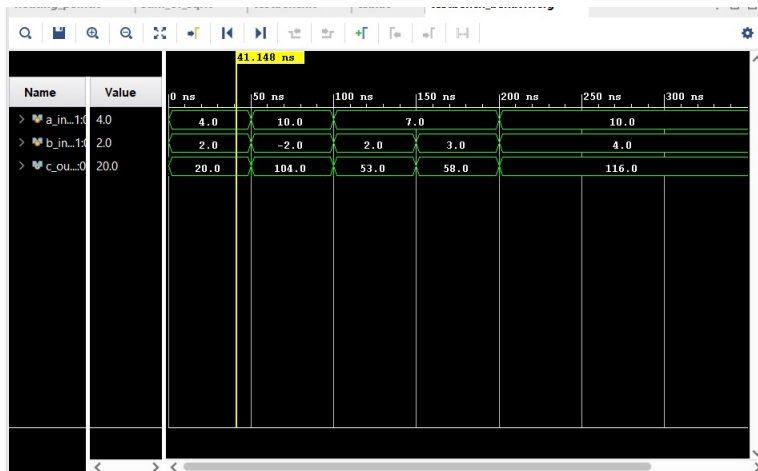 41.148 ns
Name Value
0 ns 50 ns 100 ns 150 ns 200 ns 250 ns 300 ns
a_in...1:0 4.0 4.0 10.0 7.0 10.0
b_in...1:0 2.0 2.0 -2.0 2.0 3.0 4.0
c_ou...:0 20.0 20.0 104.0 53.0 58.0 116.0